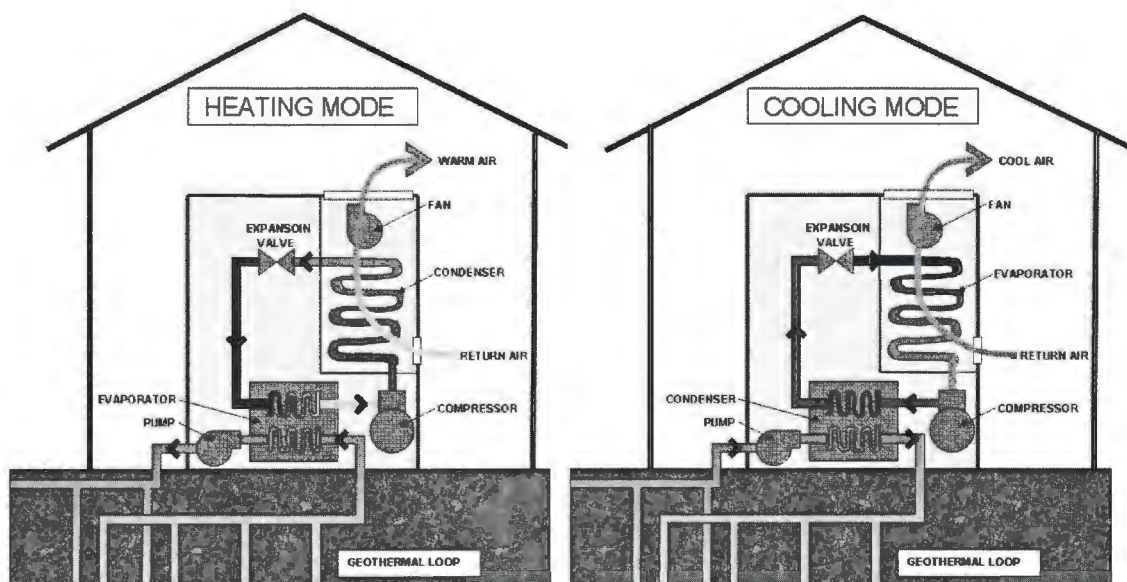 HEATING MODE
WARM AIR
FAN
EXPANSOIN
VALVE
CONDENSER
RETURN AIR
EVAPORATOR
PUMP
COMPRESSOR
GEOTHERMAL LOOP
COOLING MODE
COOL AIR
FAN
EXPANSOIN
VALVE
EVAPORATOR
RETURN AIR
CONDENSER
PUMP
COMPRESSOR
GEOTHERMAL LOOP